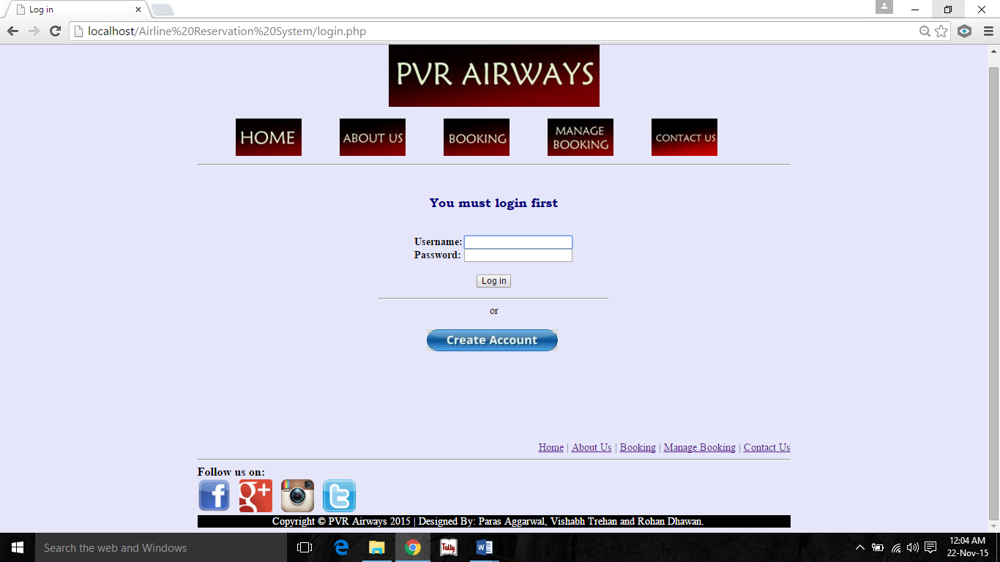 Log in
localhost/Airline%20Reservation%20System/login.php
PVR AIRWAYS
HOME
ABOUT US
BOOKING
MANAGE
BOOKING
CONTACT US
You must login first
Username:
Password:
Log in
or
Create Account
Home | About Us | Booking | Manage Booking | Contact Us
Follow us on:
f g+ t
Copyright © PVR Airways 2015 | Designed By: Paras Aggarwal, Vishabh Trehan and Rohan Dhawan.
Search the web and Windows
Tally
12:04 AM
22-Nov-15